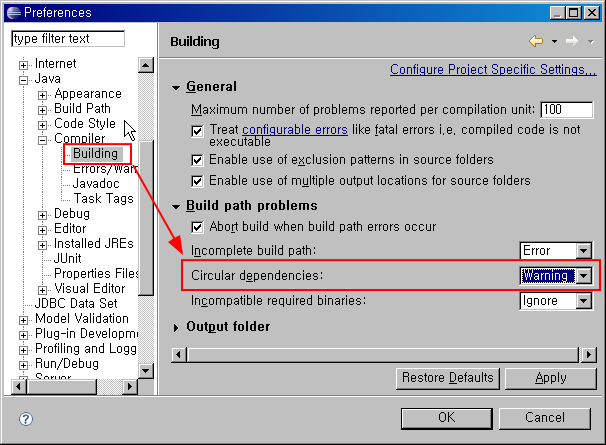 Preferences
type filter text
Internet
Java
Appearance
Build Path
Code Style
Compiler
Building
Errors/Warn
Javadoc
Task Tags
Debug
Editor
Installed JREs
JUnit
Properties Files
Visual Editor
JDBC Data Set
Model Validation
Plug-in Developme
Profiling and Logg
Run/Debug
Server
Building
Configure Project Specific Settings...
General
Maximum number of problems reported per compilation unit: 100
Treat configurable errors like fatal errors i.e. compiled code is not
executable
Enable use of exclusion patterns in source folders
Enable use of multiple output locations for source folders
Build path problems
Abort build when build path errors occur
Incomplete build path: Error
Circular dependencies: Warning
Incompatible required binaries: Ignore
Output folder
Restore Defaults
Apply
OK
Cancel